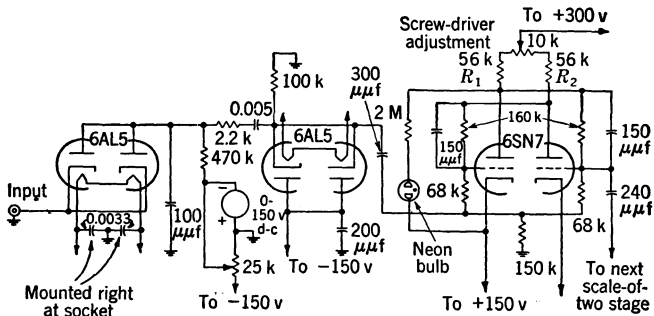 Screw-driver
adjustment
To +300 v
10 k
56 k
R1
56 k
R2
100 k
300
μμf
2 M
0.005
2.2 k
470 k
6AL5
6AL5
160 k
6SN7
150
μμf
150
μμf
Input
0.0033
100
μμf
-
+
0-
150 v
d-c
200
μμf
68 k
68 k
240
μμf
25 k
Neon
bulb
150 k
Mounted right
at socket
To -150 v
To -150 v
To +150 v
To next
scale-of-
two stage